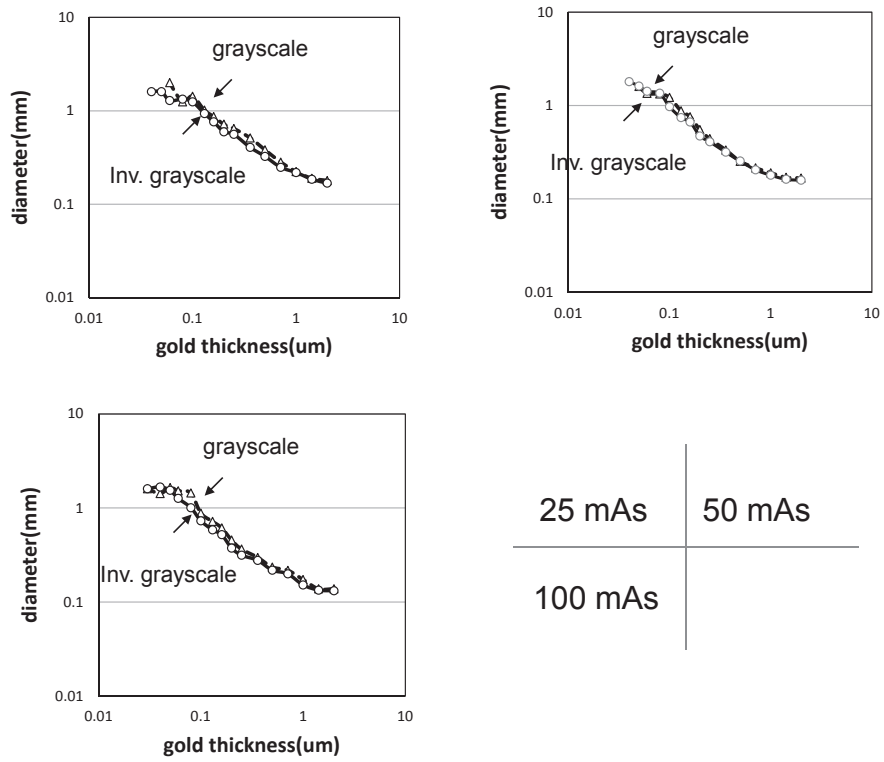 10
1
0.1
0.01
diameter(mm)
grayscale
Inv. grayscale
0.01 0.1 1 10
gold thickness(um)
10
1
0.1
0.01
diameter(mm)
grayscale
Inv. grayscale
0.01 0.1 1 10
gold thickness(um)
10
1
0.1
0.01
diameter(mm)
grayscale
Inv. grayscale
0.01 0.1 1 10
gold thickness(um)
25 mAs 50 mAs
100 mAs